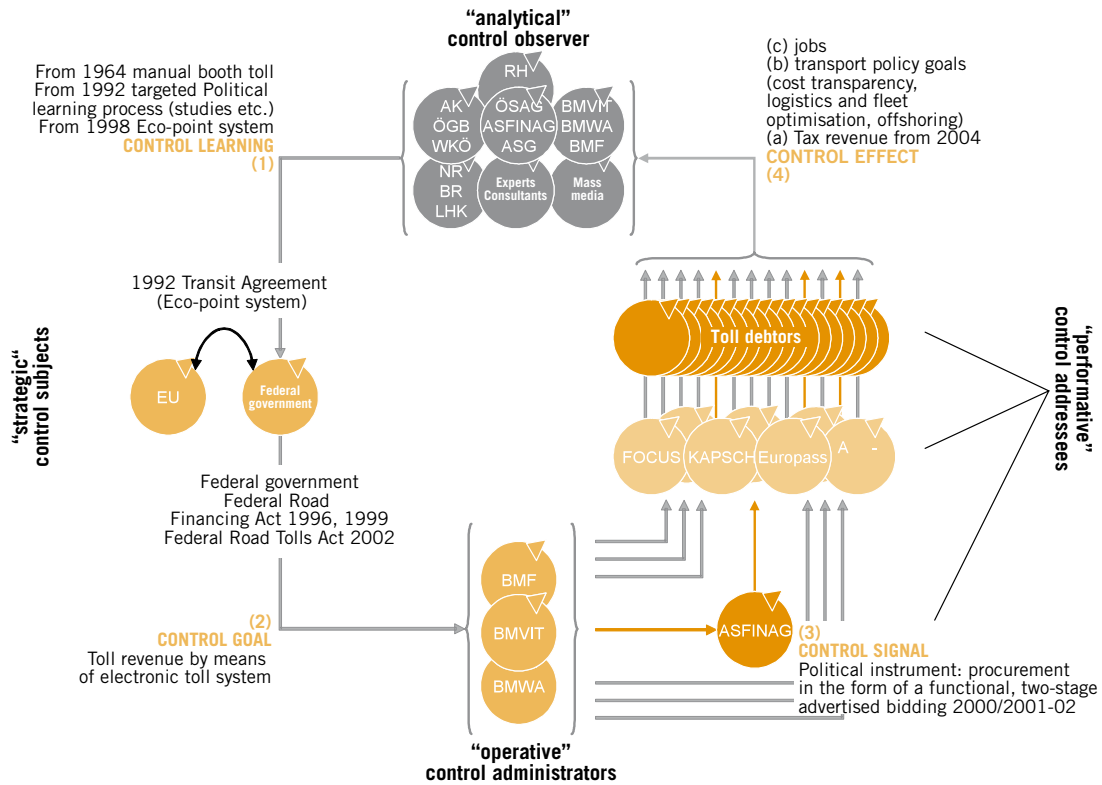 “analytical”
control observer
RH
AK
ÖGB
WKÖ
ÖSAG
ASFINAG
ASG
BMVIT
BMWA
BMF
NR
BR
LHK
Experts
Consultants
Mass
media
From 1964 manual booth toll
From 1992 targeted Political
learning process (studies etc.)
From 1998 Eco-point system
CONTROL LEARNING
(1)
(c) jobs
(b) transport policy goals
(cost transparency,
logistics and fleet
optimisation, offshoring)
(a) Tax revenue from 2004
CONTROL EFFECT
(4)
1992 Transit Agreement
(Eco-point system)
“strategic“
control subjects
EU
Federal
government
Toll debtors
“performative”
control addressees
FOCUS
KAPSCH
Europass
A -
Federal government
Federal Road
Financing Act 1996, 1999
Federal Road Tolls Act 2002
BMF
BMVIT
BMWA
ASFINAG
(2)
CONTROL GOAL
Toll revenue by means
of electronic toll system
(3)
CONTROL SIGNAL
Political instrument: procurement
in the form of a functional, two-stage
advertised bidding 2000/2001-02
“operative”
control administrators